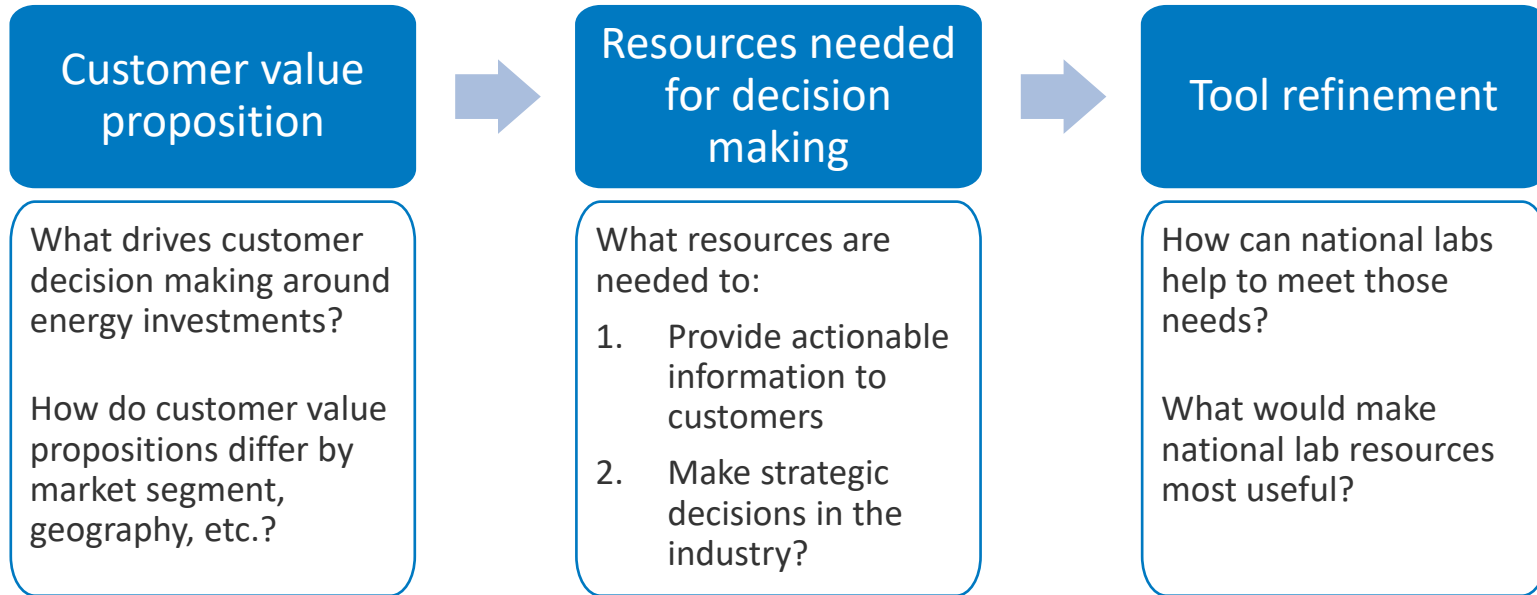 Customer value
proposition
What drives customer
decision making around
energy investments?
How do customer value
propositions differ by
market segment,
geography, etc.?
Resources needed
for decision
making
What resources are
needed to:
1. Provide actionable
information to
customers
2. Make strategic
decisions in the
industry?
Tool refinement
How can national labs
help to meet those
needs?
What would make
national lab resources
most useful?